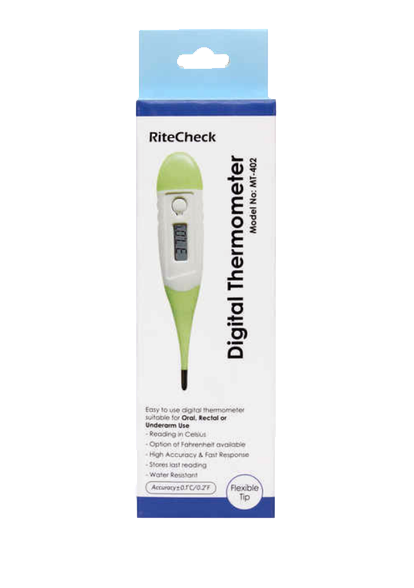 RiteCheck
Digital Thermometer
Model No: MT-402
Easy to use digital thermometer
suitable for Oral, Rectal or
Underarm Use
- Reading in Celsius
- Option of Fahrenheit available
- High Accuracy & Fast Response
- Stores last reading
- Water Resistant
Accuracy±0.1°C/0.2°F
Flexible
Tip